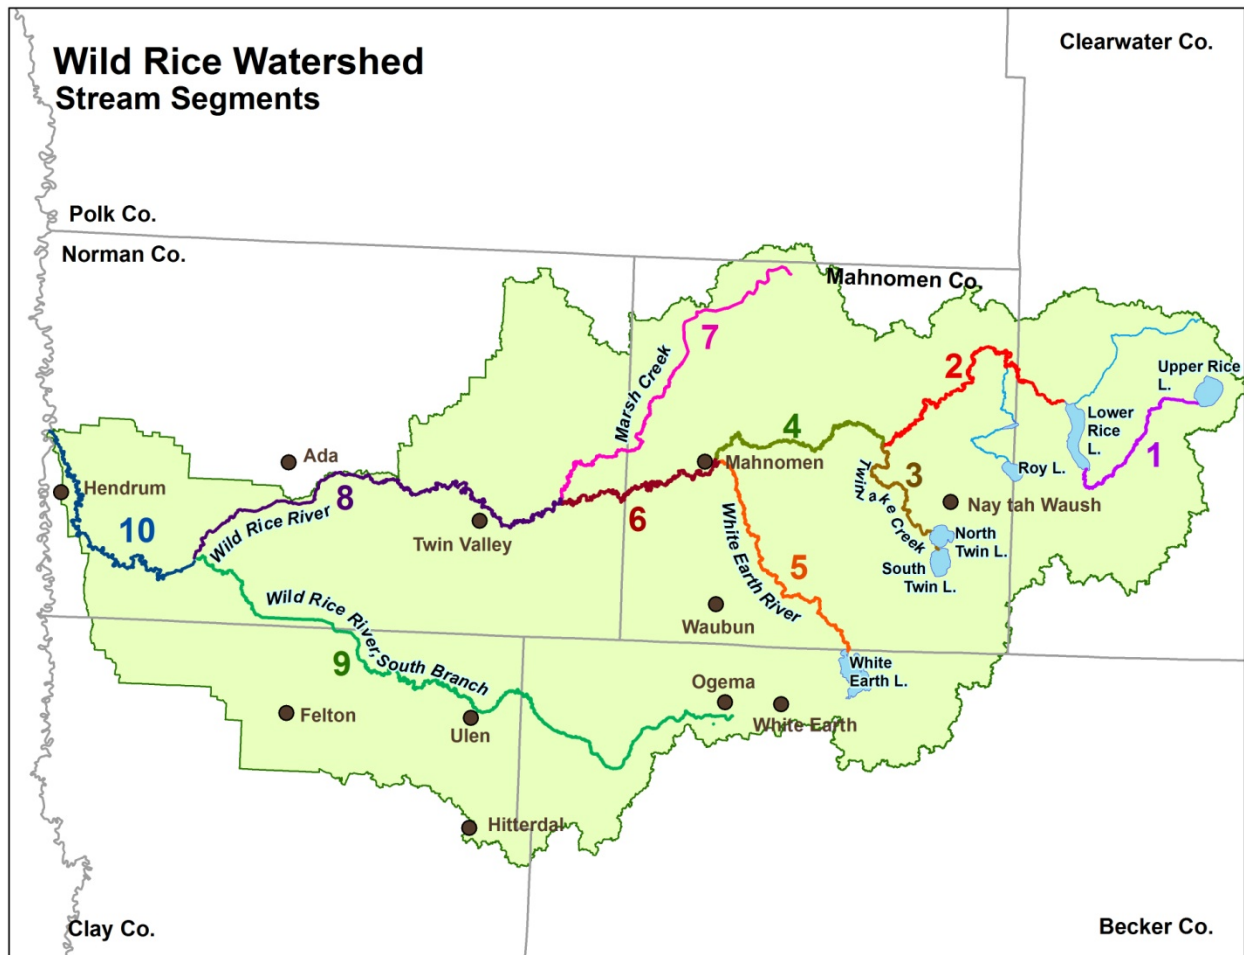 Wild Rice Watershed
Stream Segments
Clearwater Co.
Polk Co.
Norman Co.
Mahnomen Co.
7
Marsh Creek
2
Upper Rice
L.
Lower
Rice
L.
1
4
Ada
Mahnomen
Roy L.
3
Twin Lake Creek
Hendrum
Nay tah Waush
8
Wild Rice River
6
10
Twin Valley
North
Twin L.
South
Twin L.
5
White Earth River
Wild Rice River, South Branch
Waubun
9
White
Earth L.
Ogema
Felton
Ulen
White Earth
Hitterdal
Clay Co.
Becker Co.